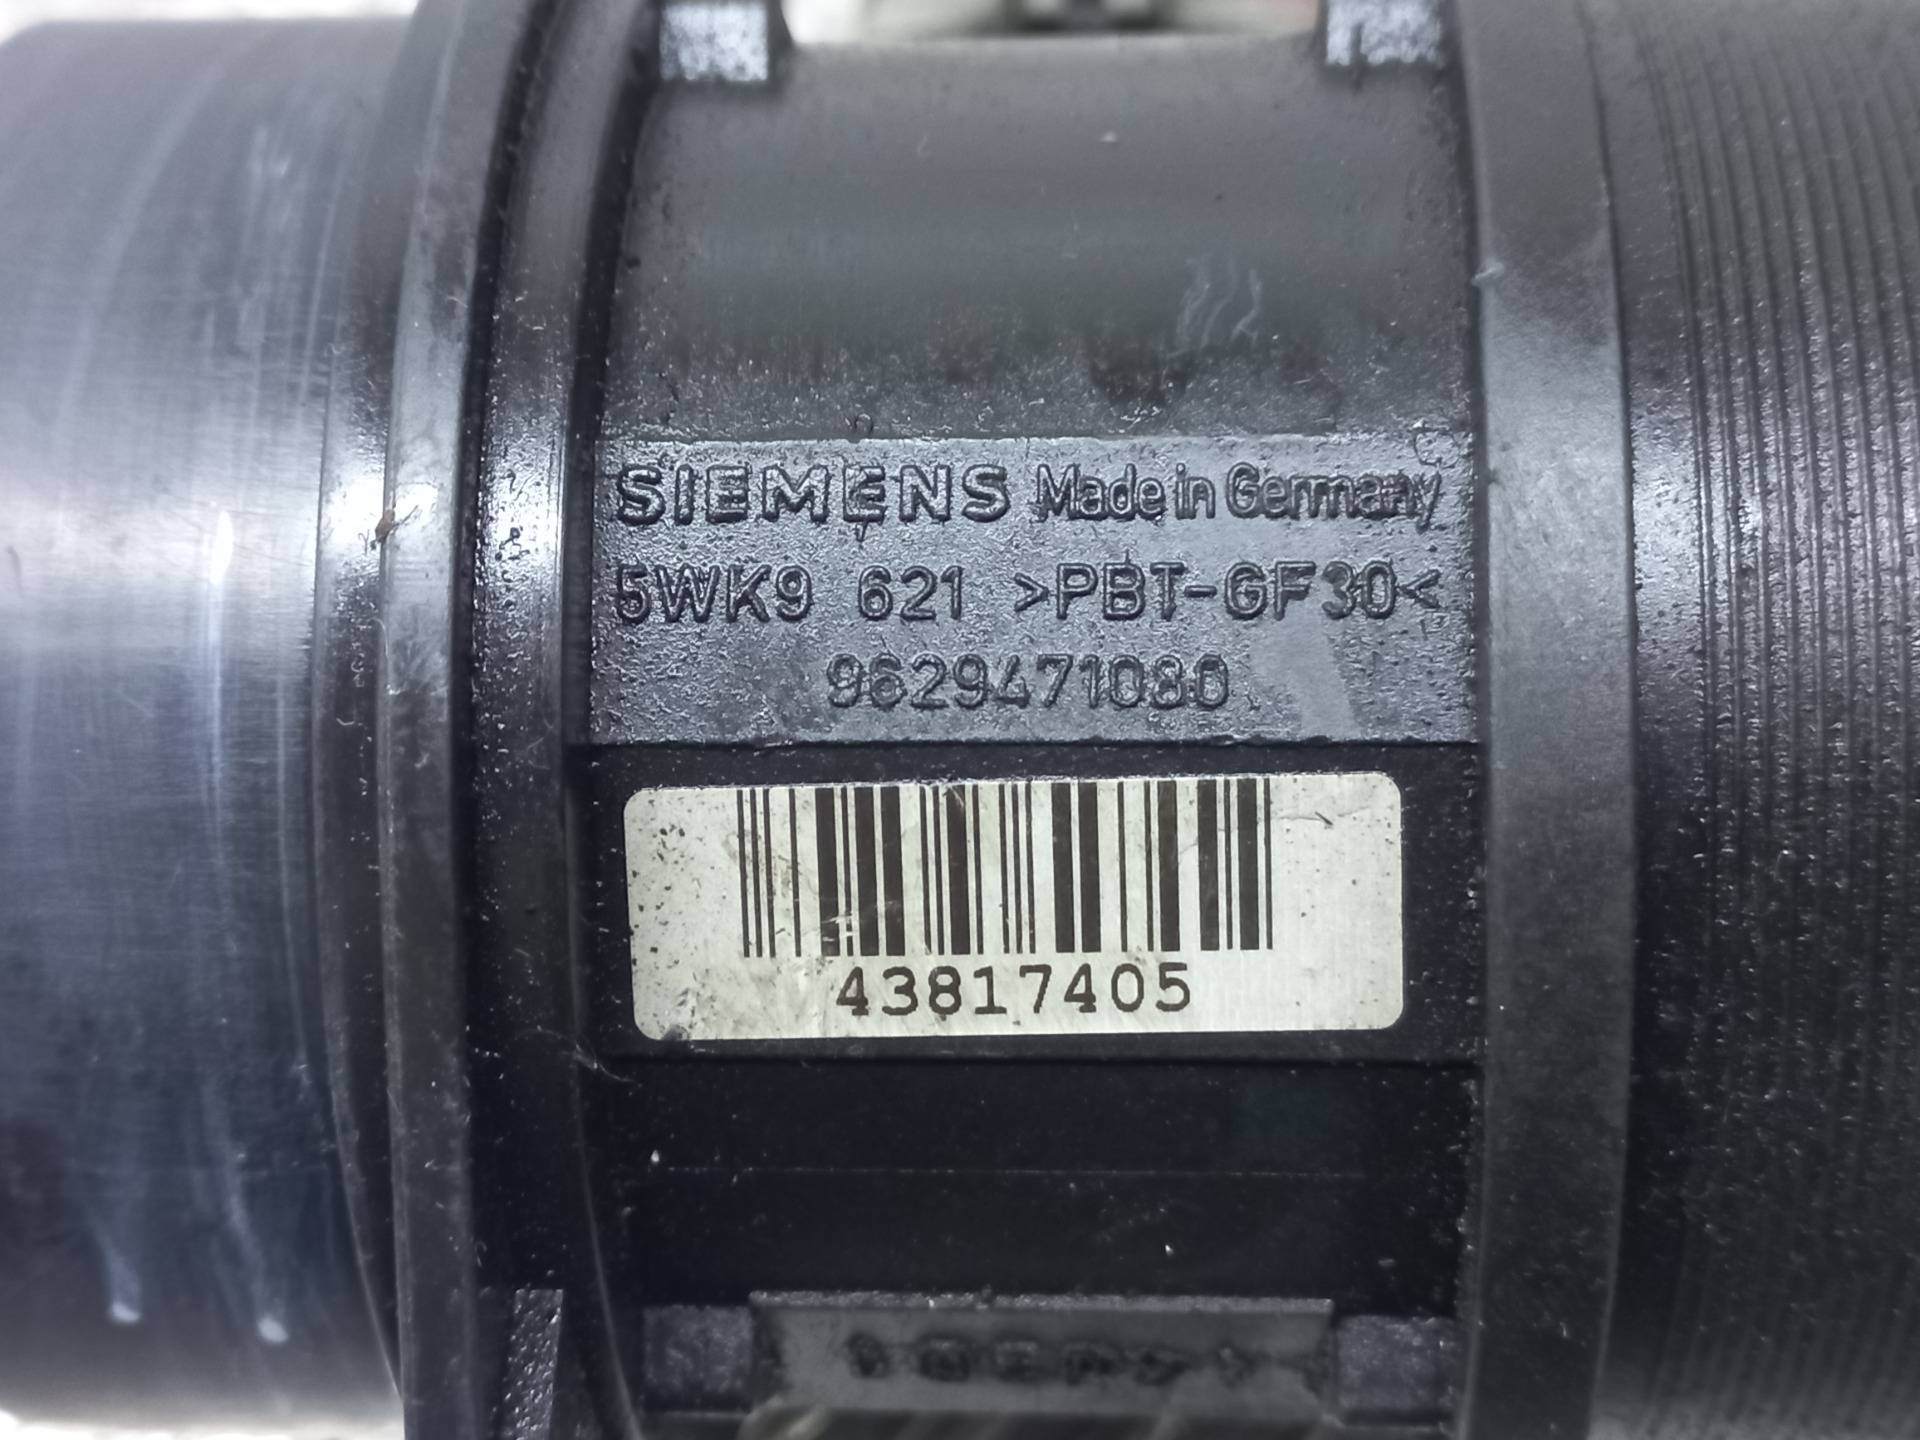 SIEMENS Made in Germany
5WK9 621 >PBT-GF30<
9629471080
43817405